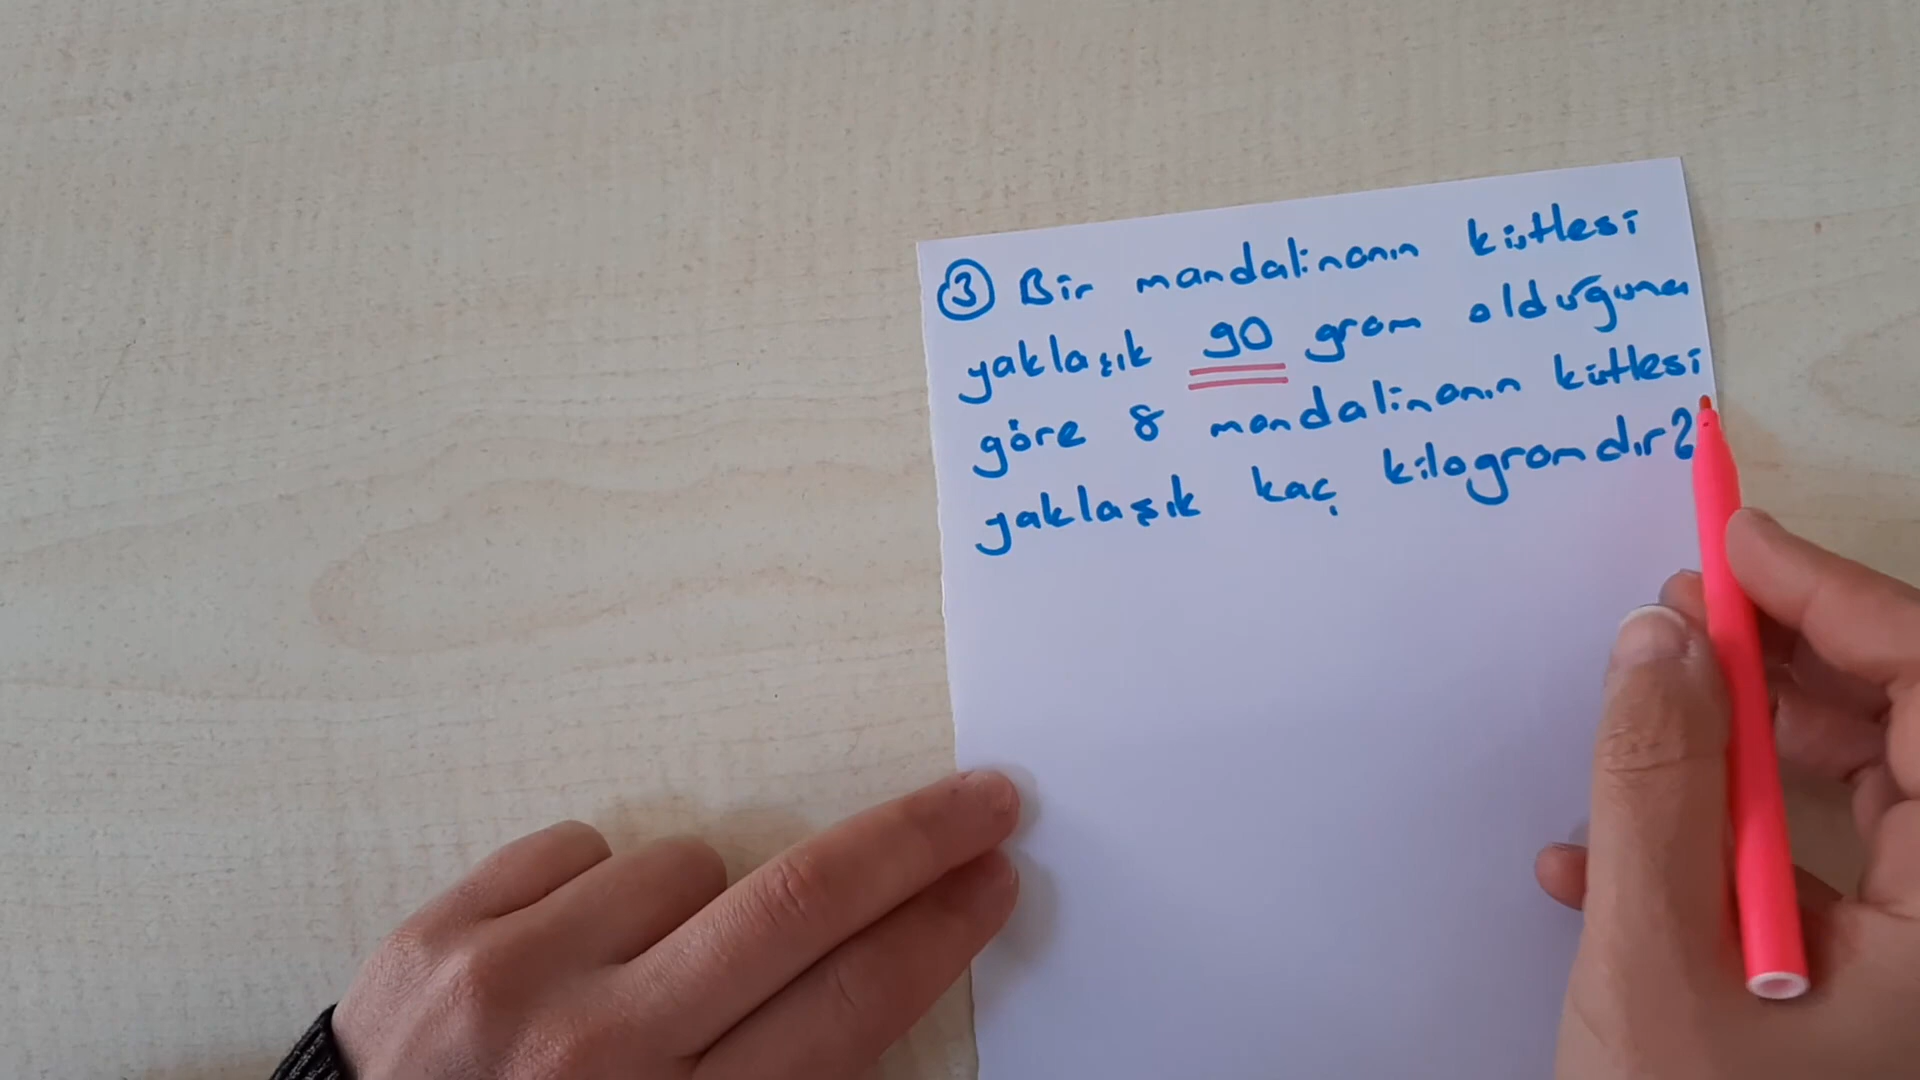 3 Bir mandalinanın kütlesi
yaklaşık 90 gram olduğuna
göre 8 mandalinanın kütlesi
yaklaşık kaç kilogramdır?